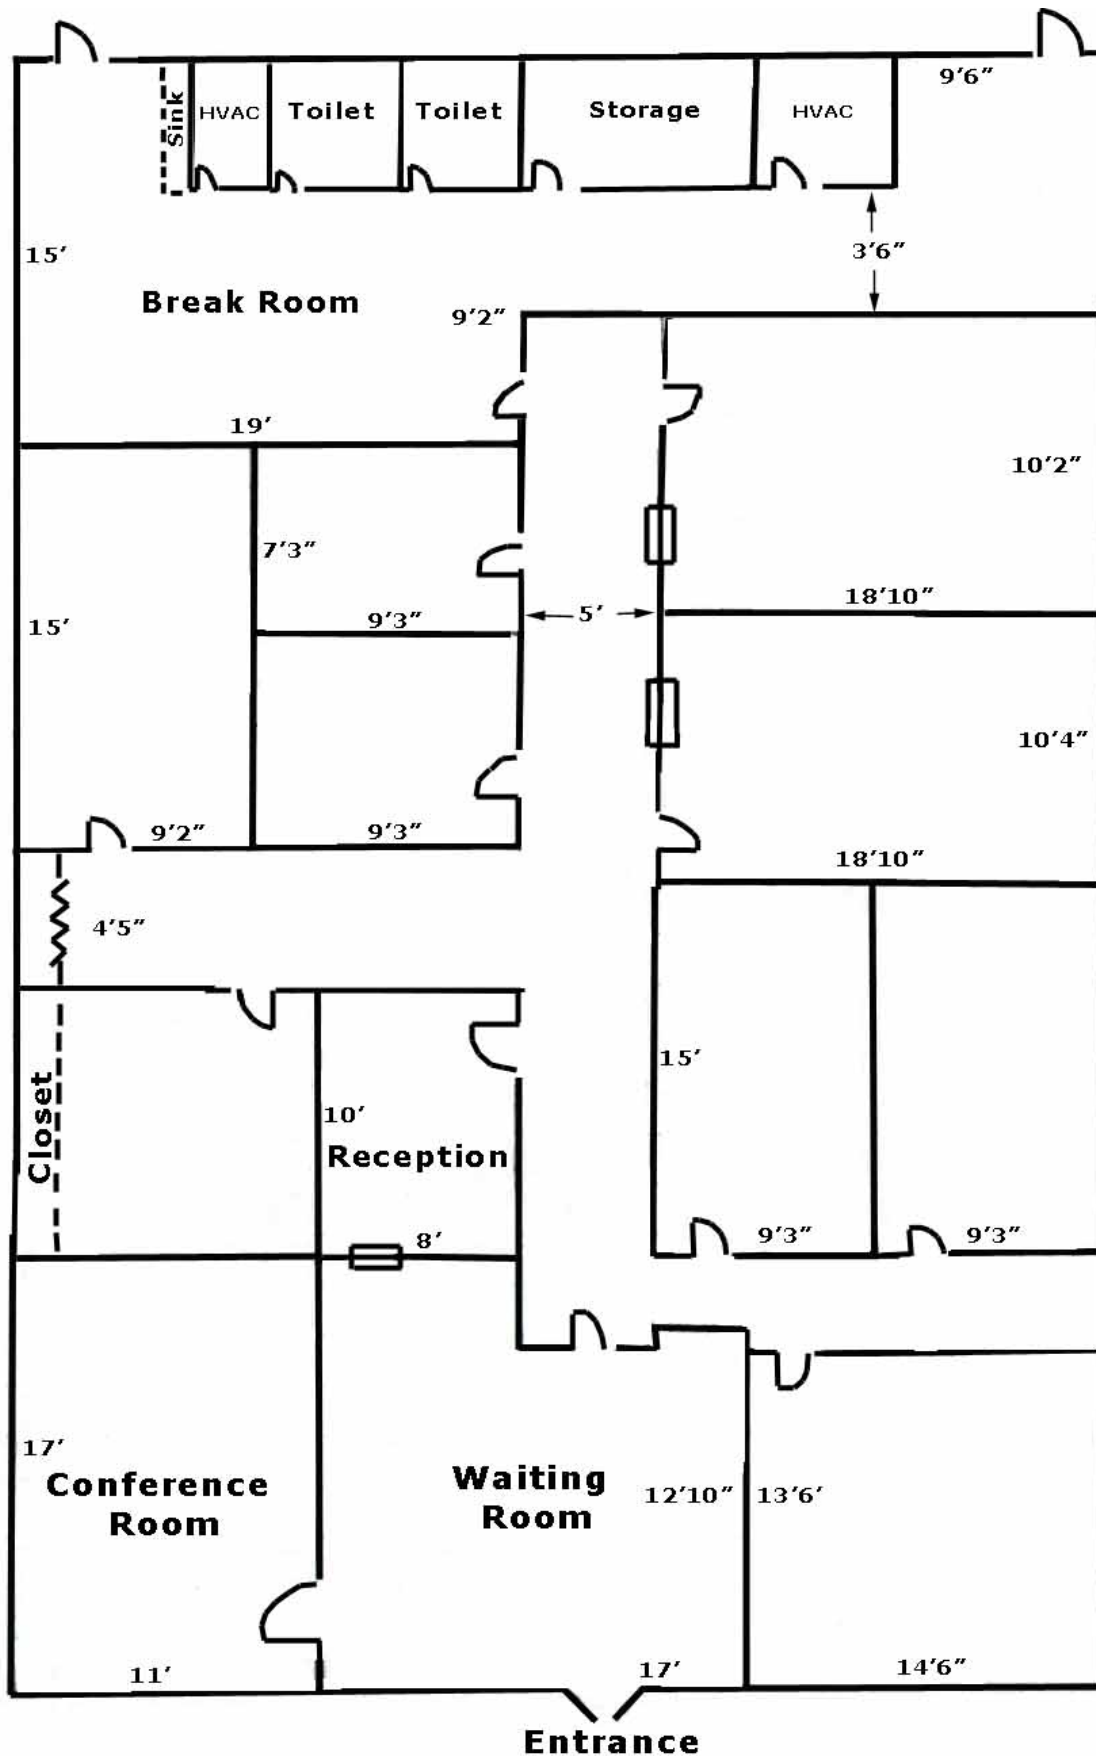 9'6”
Sink
HVAC
Toilet
Toilet
Storage
HVAC
15'
3'6”
Break Room
9'2”
19'
10'2”
7'3”
18'10”
5'
9'3”
15'
10'4”
9'2”
9'3”
18'10”
4'5”
15'
Closet
10'
Reception
8'
9'3”
9'3”
17'
Conference
Room
Waiting
Room
12'10”
13'6'
11'
17'
14'6”
Entrance